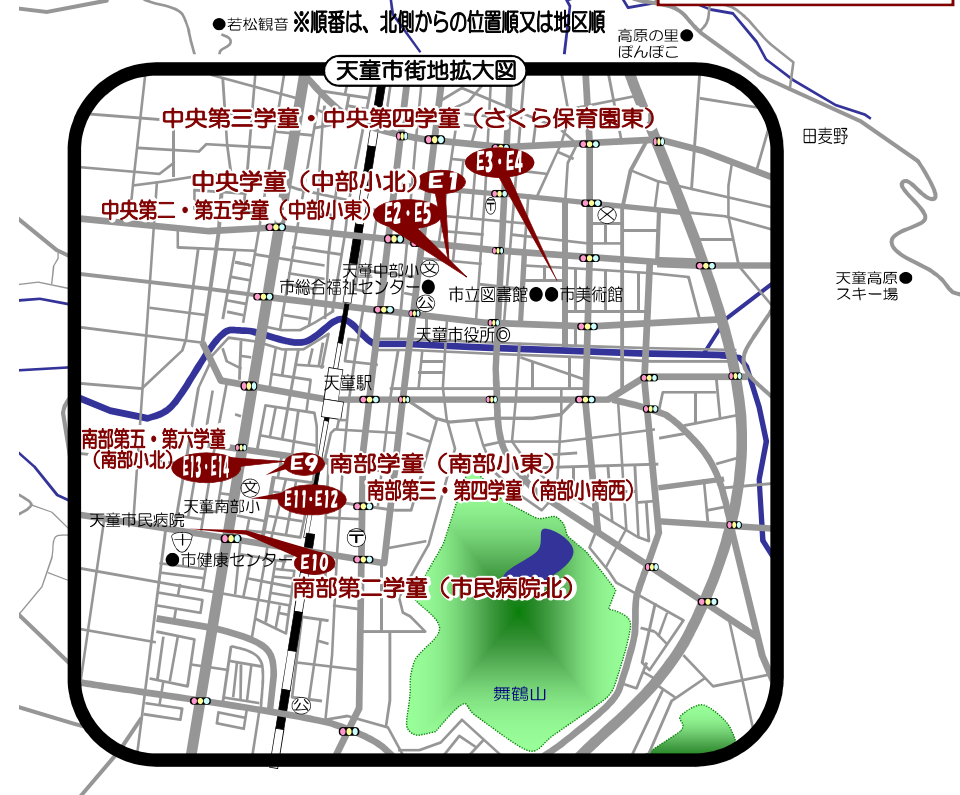 ●若松観音
※順番は、北側からの位置順又は地区順
高原の里●
ぽんぽこ
天童市街地拡大図
中央第三学童・中央第四学童（さくら保育園東）
田麦野
E3・E4
中央学童（中部小北）
E1
中央第二・第五学童（中部小東）
E2・E5
〒
天童中部小
文
市総合福祉センター●
天童高原●
スキー場
市立図書館●
●市美術館
公
天童市役所◎
天童駅
南部第五・第六学童
（南部小北）
E13・E14
E9
南部学童（南部小東）
文
天童南部小
E11・E12
南部第三・第四学童（南部小南西）
天童市民病院
〒
●市健康センター
E10
南部第二学童（市民病院北）
舞鶴山
公